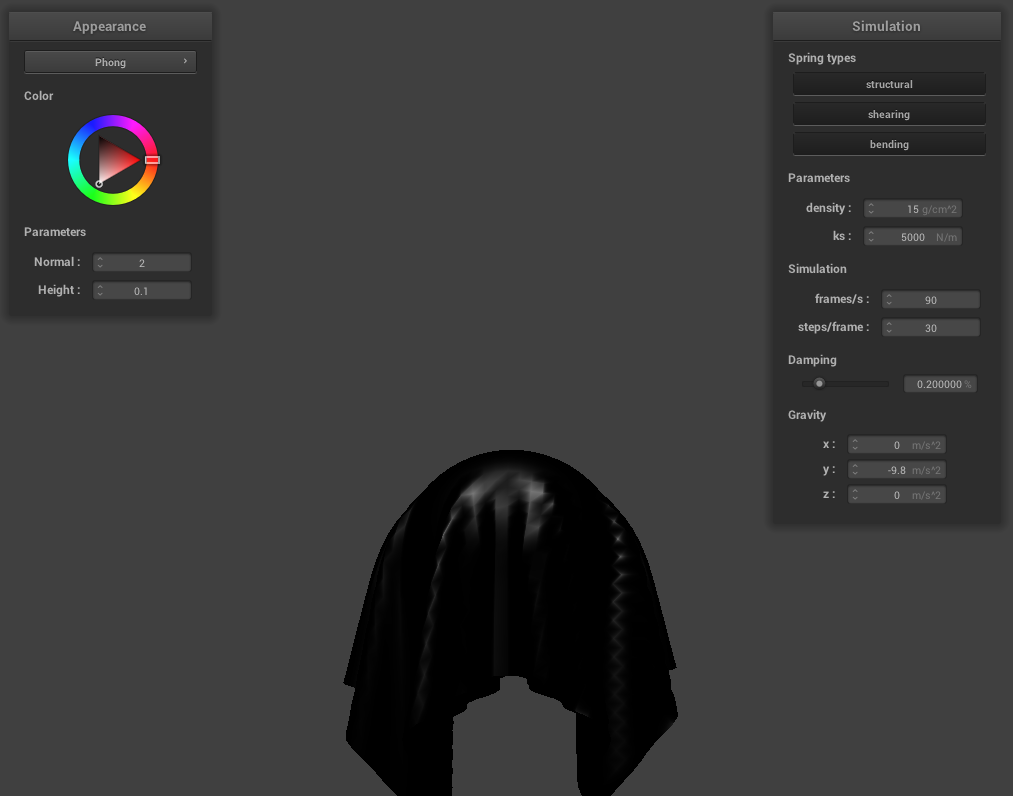 Appearance
Phong
Color
Parameters
Normal : 2
Height : 0.1
Simulation
Spring types
structural
shearing
bending
Parameters
density : 15 g/cm^2
ks : 5000 N/m
Simulation
frames/s : 90
steps/frame : 30
Damping
0.200000 %
Gravity
x : 0 m/s^2
y : -9.8 m/s^2
z : 0 m/s^2